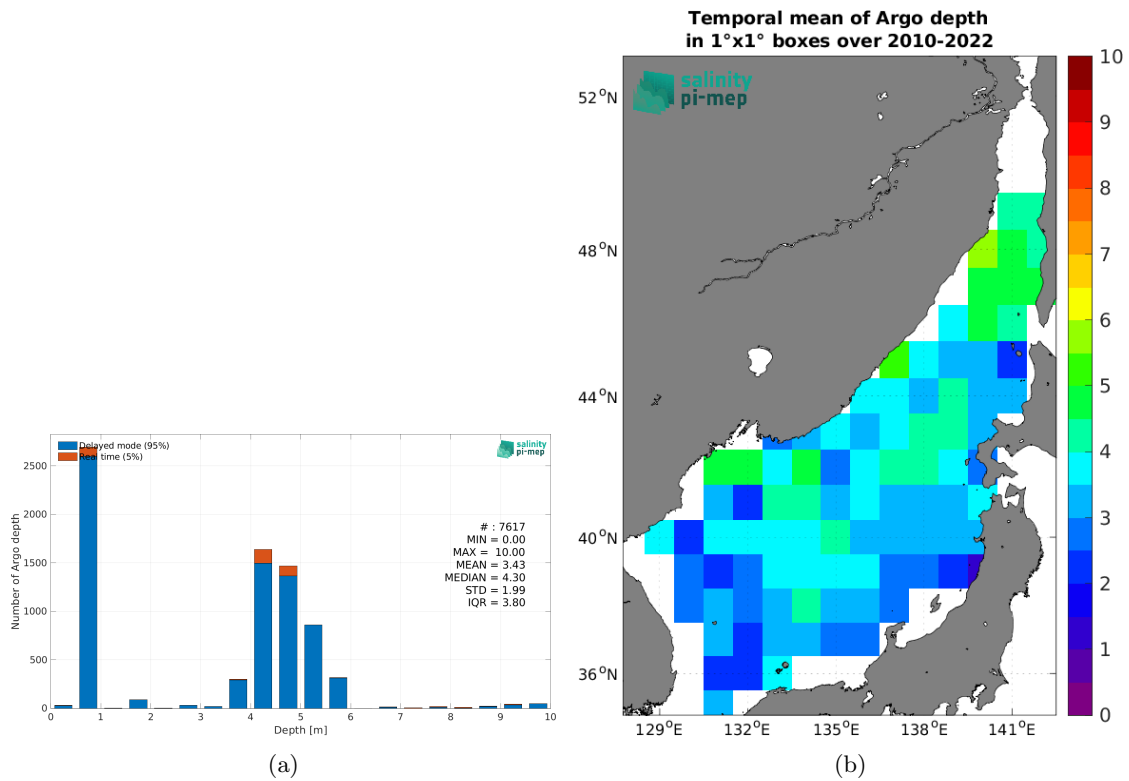 Delayed mode (95%)
Real time (5%)
salinity
pi-mep
2500
2000
1500
1000
500
0
Number of Argo depth
# : 7617
MIN = 0.00
MAX = 10.00
MEAN = 3.43
MEDIAN = 4.30
STD = 1.99
IQR = 3.80
0 1 2 3 4 5 6 7 8 9 10
Depth [m]
(a)
Temporal mean of Argo depth
in 1°x1° boxes over 2010-2022
salinity
pi-mep
52°N
48°N
44°N
40°N
36°N
129°E 132°E 135°E 138°E 141°E
10
9
8
7
6
5
4
3
2
1
0
(b)